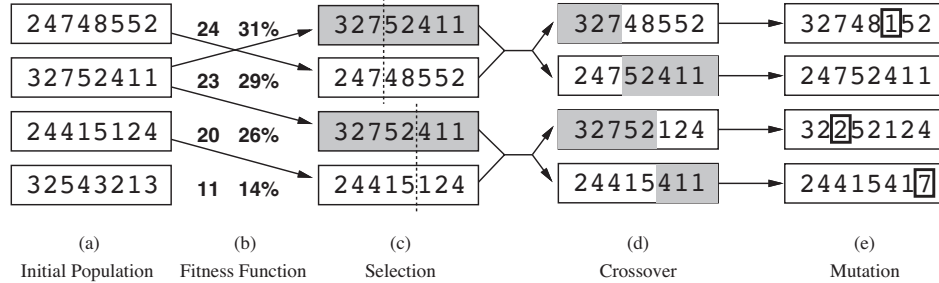 24748552 24 31% 32752411 32748552 32748152
32752411 23 29% 24748552 24752411 24752411
24415124 20 26% 32752411 32752124 32252124
32543213 11 14% 24415124 24415411 24415417
(a) (b) (c) (d) (e)
Initial Population Fitness Function Selection Crossover Mutation